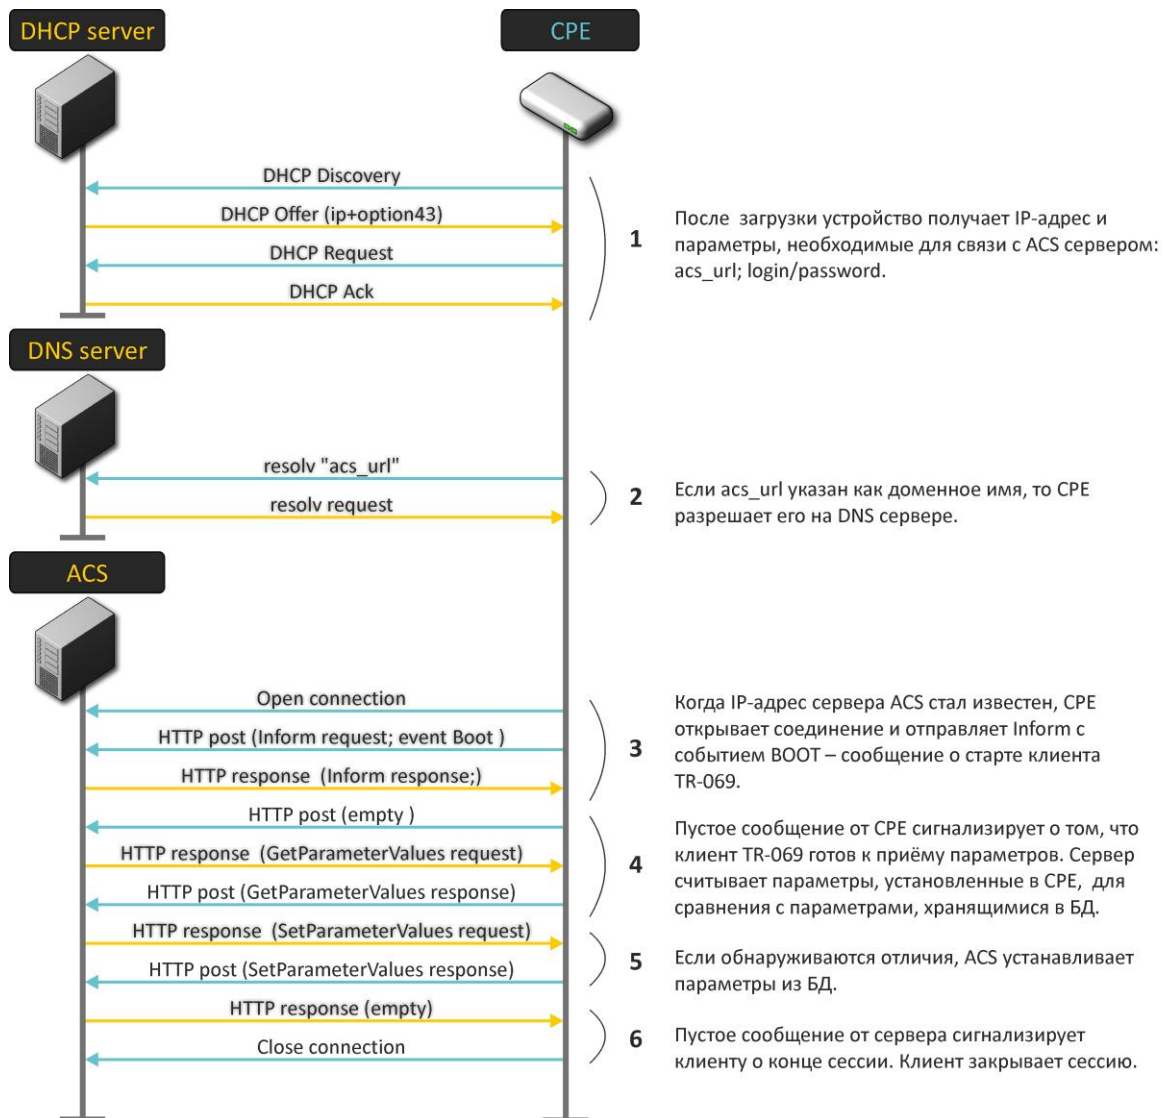 DHCP server
CPE
DHCP Discovery
DHCP Offer (ip+option43)
DHCP Request
DHCP Ack
1
После загрузки устройство получает IP-адрес и
параметры, необходимые для связи с ACS сервером:
acs_url; login/password.
DNS server
resolv "acs_url"
resolv request
2
Если acs_url указан как доменное имя, то CPE
разрешает его на DNS сервере.
ACS
Open connection
HTTP post (Inform request; event Boot )
HTTP response (Inform response;)
3
Когда IP-адрес сервера ACS стал известен, CPE
открывает соединение и отправляет Inform с
событием BOOT – сообщение о старте клиента
TR-069.
HTTP post (empty )
HTTP response (GetParameterValues request)
HTTP post (GetParameterValues response)
4
Пустое сообщение от CPE сигнализирует о том, что
клиент TR-069 готов к приёму параметров. Сервер
считывает параметры, установленные в CPE, для
сравнения с параметрами, хранящимися в БД.
HTTP response (SetParameterValues request)
HTTP post (SetParameterValues response)
5
Если обнаруживаются отличия, ACS устанавливает
параметры из БД.
HTTP response (empty)
Close connection
6
Пустое сообщение от сервера сигнализирует
клиенту о конце сессии. Клиент закрывает сессию.